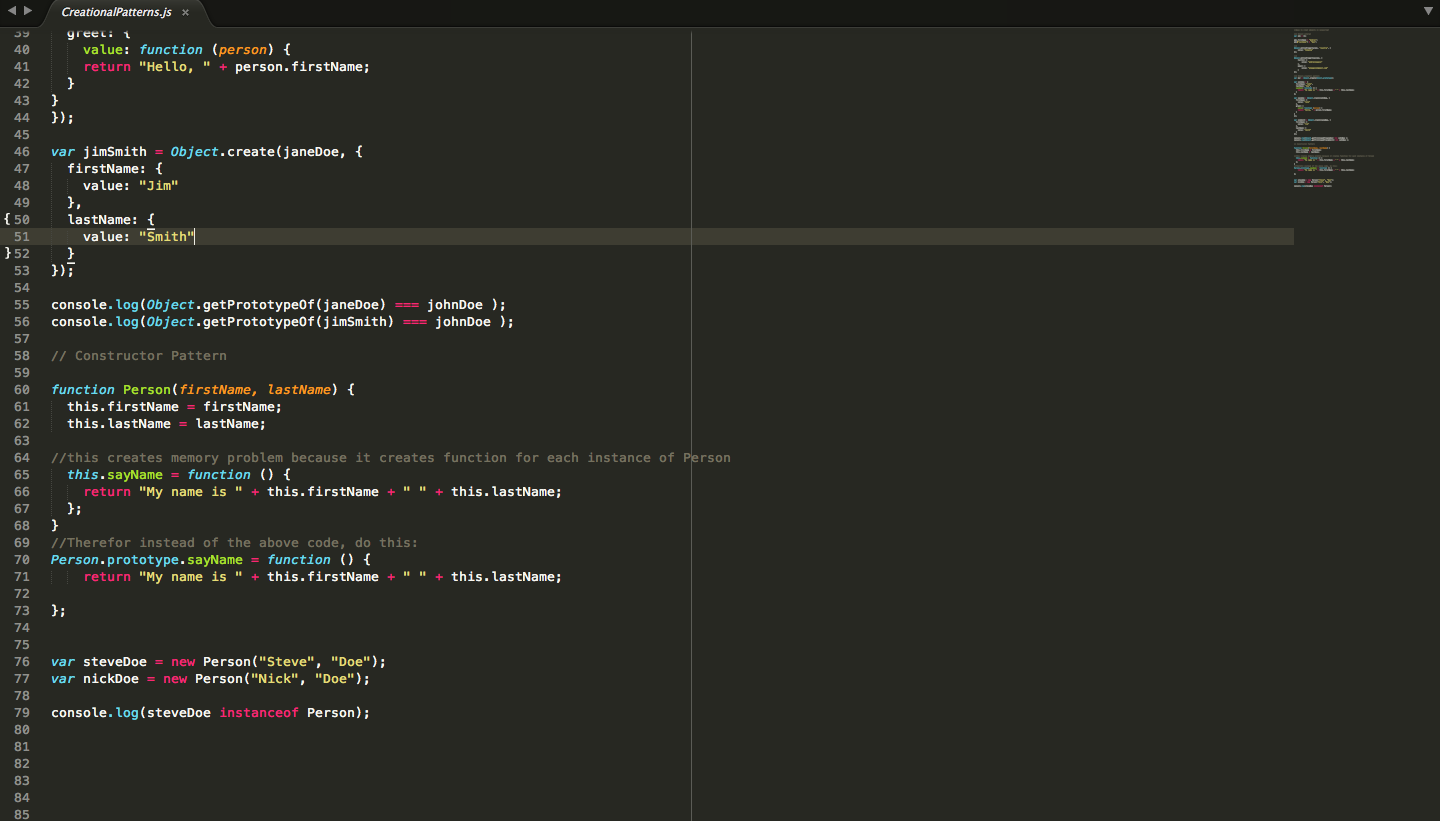 CreationalPatterns.js ×
39 greet: {
40 value: function (person) {
41 return "Hello, " + person.firstName;
42 }
43 }
44 });
45
46 var jimSmith = Object.create(janeDoe, {
47 firstName: {
48 value: "Jim"
49 },
{ 50 lastName: {
51 value: "Smith"
} 52 }
53 });
54
55 console.log(Object.getPrototypeOf(janeDoe) === johnDoe );
56 console.log(Object.getPrototypeOf(jimSmith) === johnDoe );
57
58 // Constructor Pattern
59
60 function Person(firstName, lastName) {
61 this.firstName = firstName;
62 this.lastName = lastName;
63
64 //this creates memory problem because it creates function for each instance of Person
65 this.sayName = function () {
66 return "My name is " + this.firstName + " " + this.lastName;
67 };
68 }
69 //Therefor instead of the above code, do this:
70 Person.prototype.sayName = function () {
71 return "My name is " + this.firstName + " " + this.lastName;
72
73 };
74
75
76 var steveDoe = new Person("Steve", "Doe");
77 var nickDoe = new Person("Nick", "Doe");
78
79 console.log(steveDoe instanceof Person);
80
81
82
83
84
85